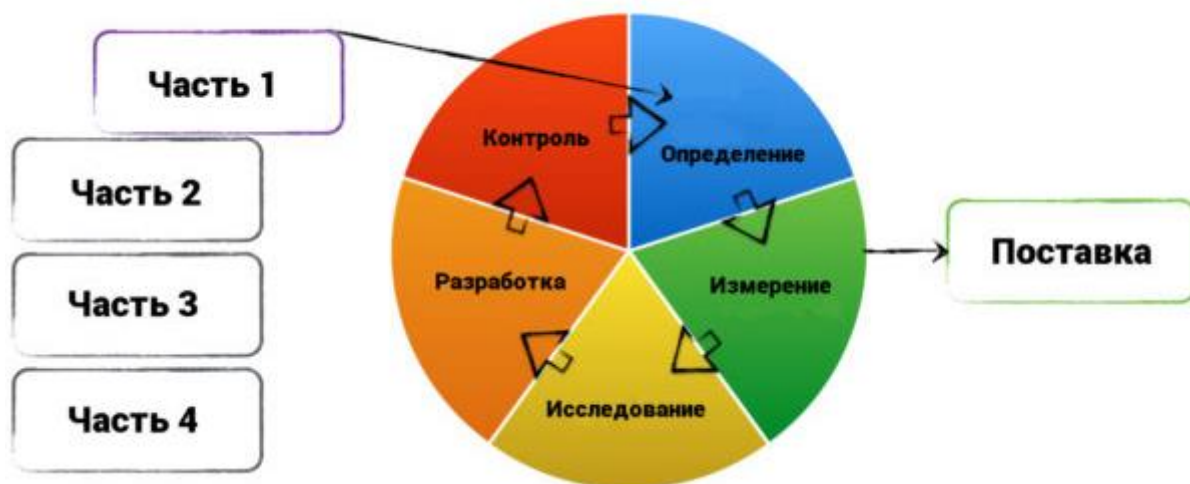 Часть 1
Часть 2
Часть 3
Часть 4
Контроль
Определение
Разработка
Измерение
Исследование
Поставка